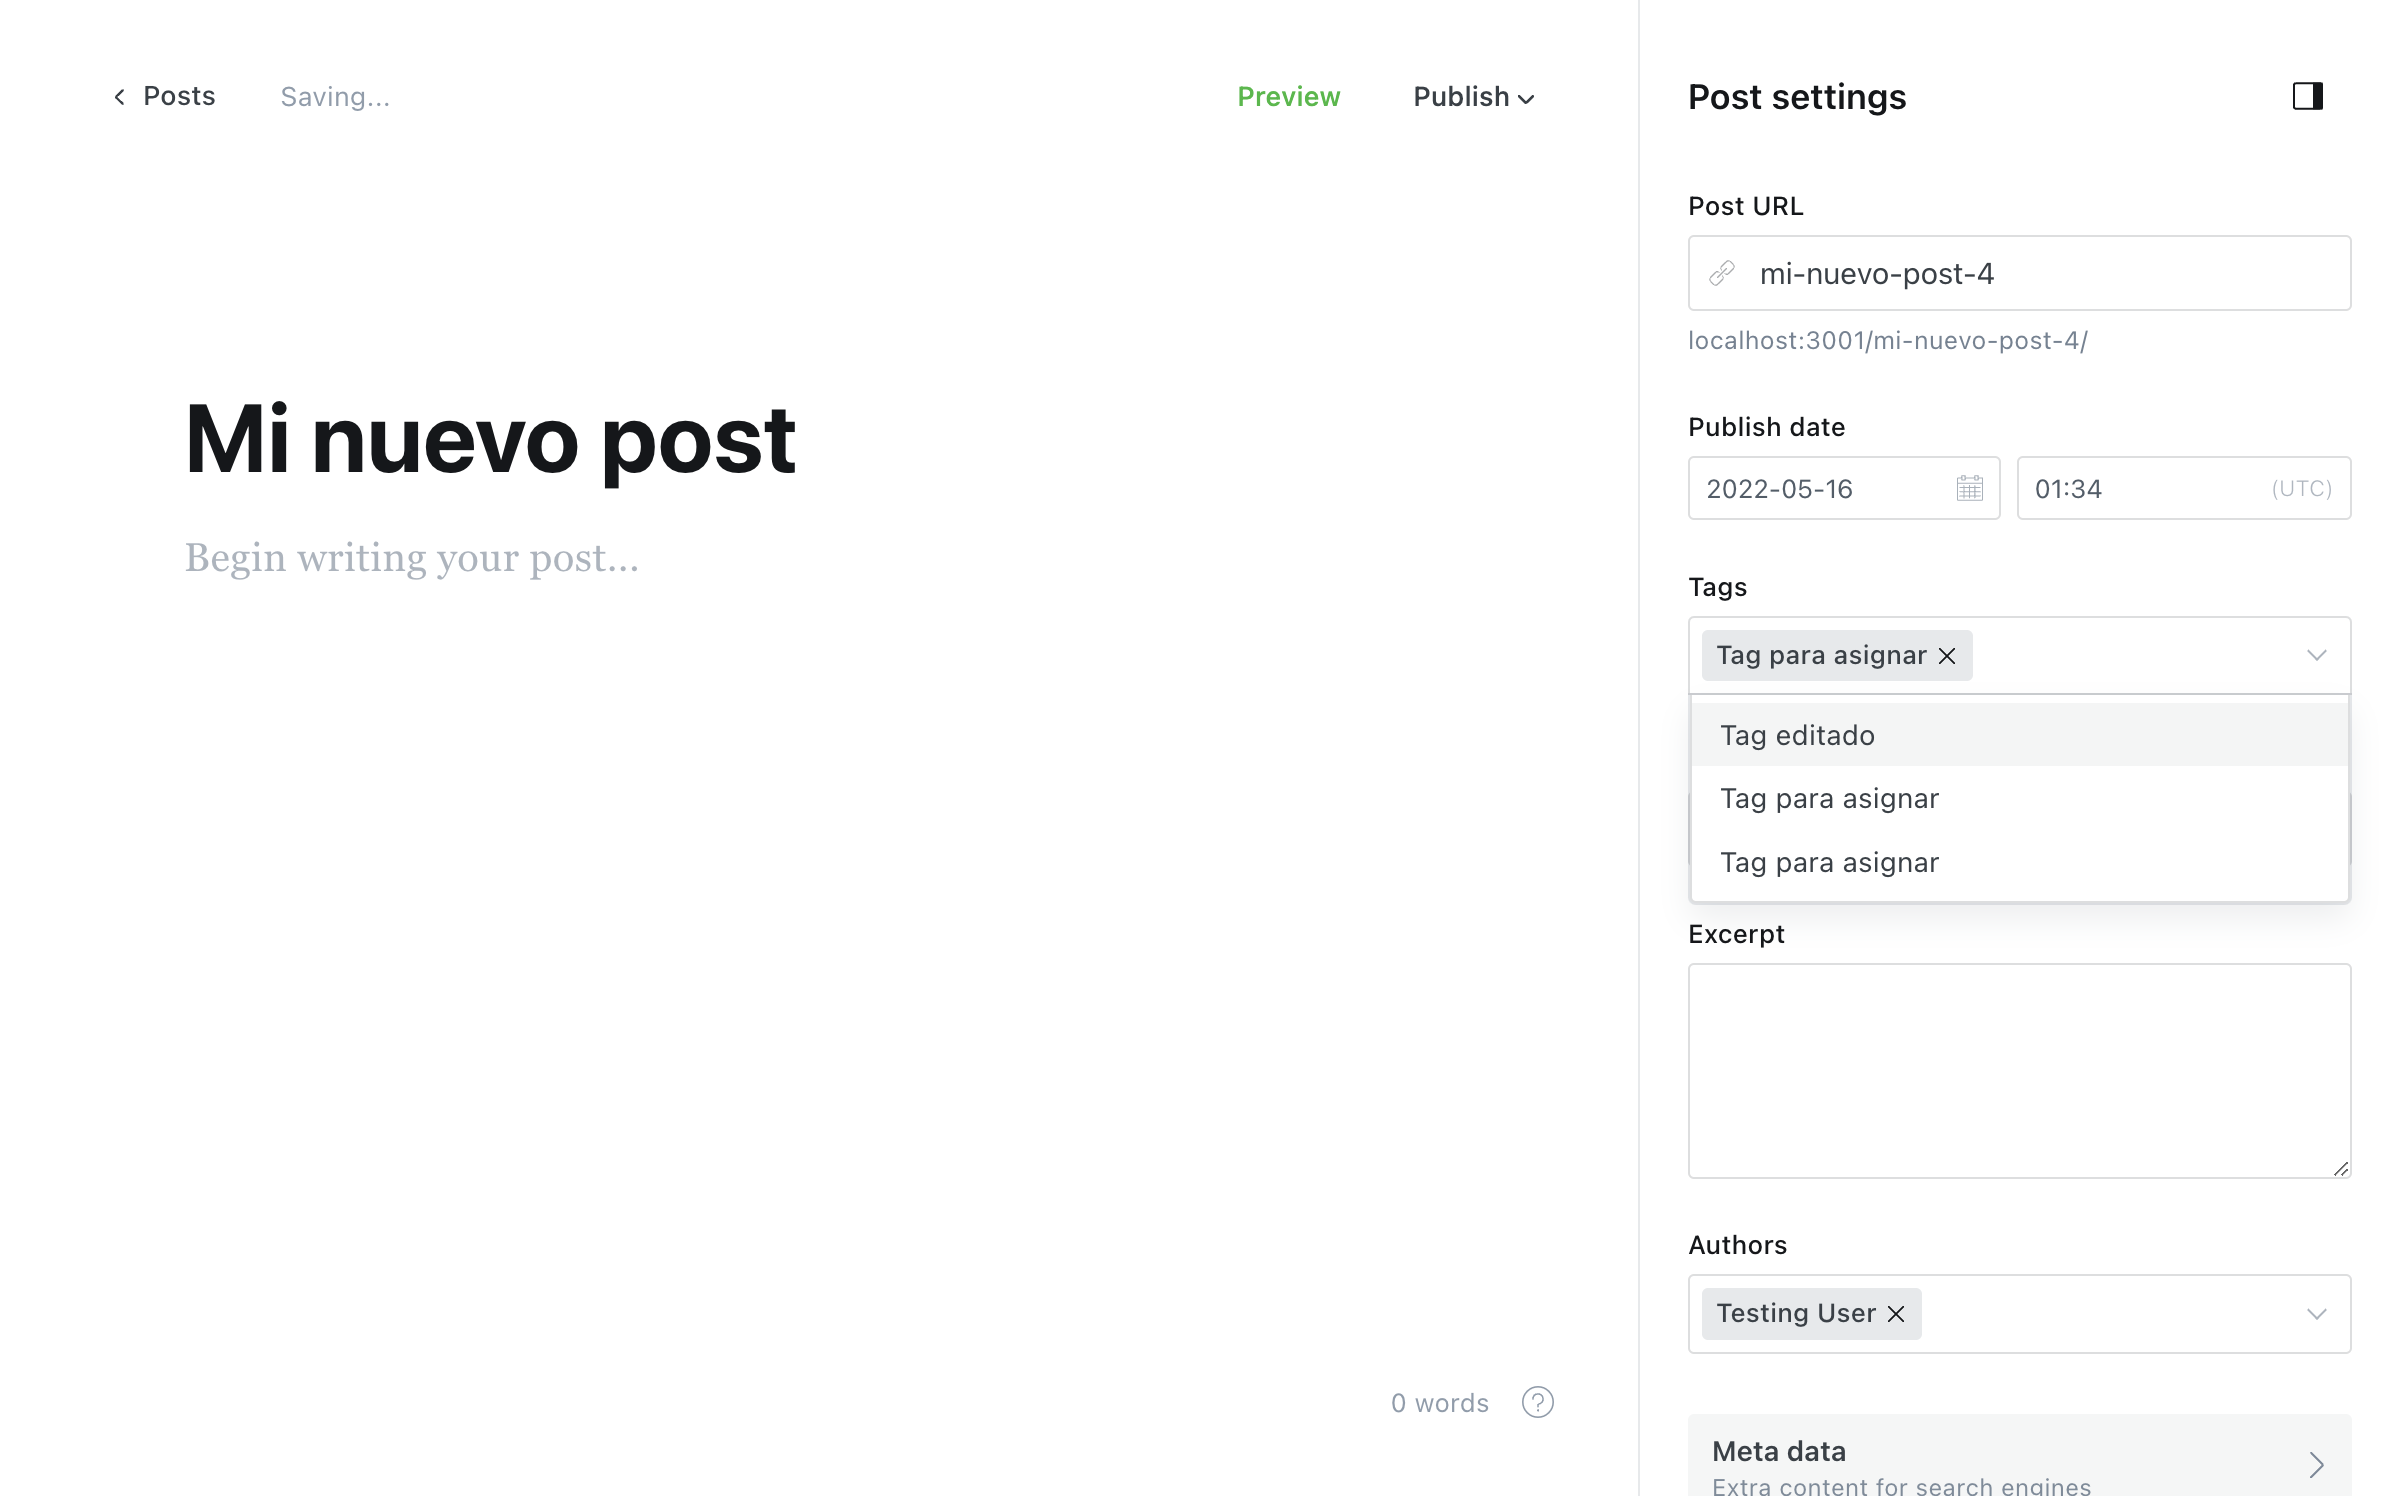 Posts
Saving...
Preview
Publish
Mi nuevo post
Begin writing your post...
0 words
?
Post settings
Post URL
mi-nuevo-post-4
localhost:3001/mi-nuevo-post-4/
Publish date
2022-05-16
01:34 (UTC)
Tags
Tag para asignar
Tag editado
Tag para asignar
Tag para asignar
Excerpt
Authors
Testing User
Meta data
Extra content for search engines